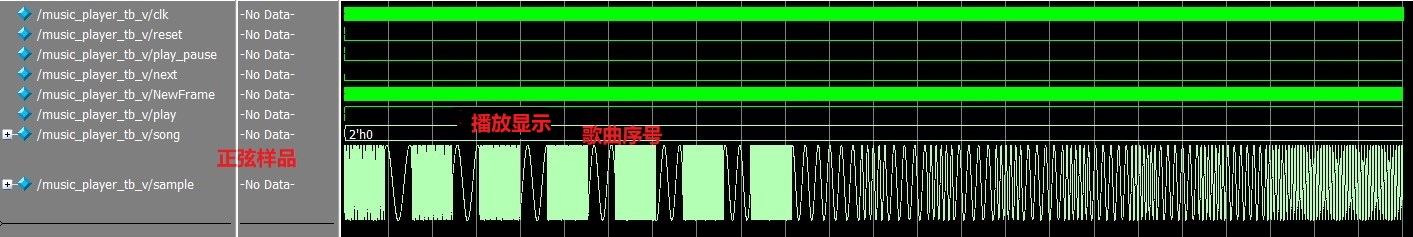 /music_player_tb_v/clk -No Data-
/music_player_tb_v/reset -No Data-
/music_player_tb_v/play_pause -No Data-
/music_player_tb_v/next -No Data-
/music_player_tb_v/NewFrame -No Data-
/music_player_tb_v/play -No Data-
播放显示
/music_player_tb_v/song -No Data- 2'h0
歌曲序号
正弦样品
/music_player_tb_v/sample -No Data-